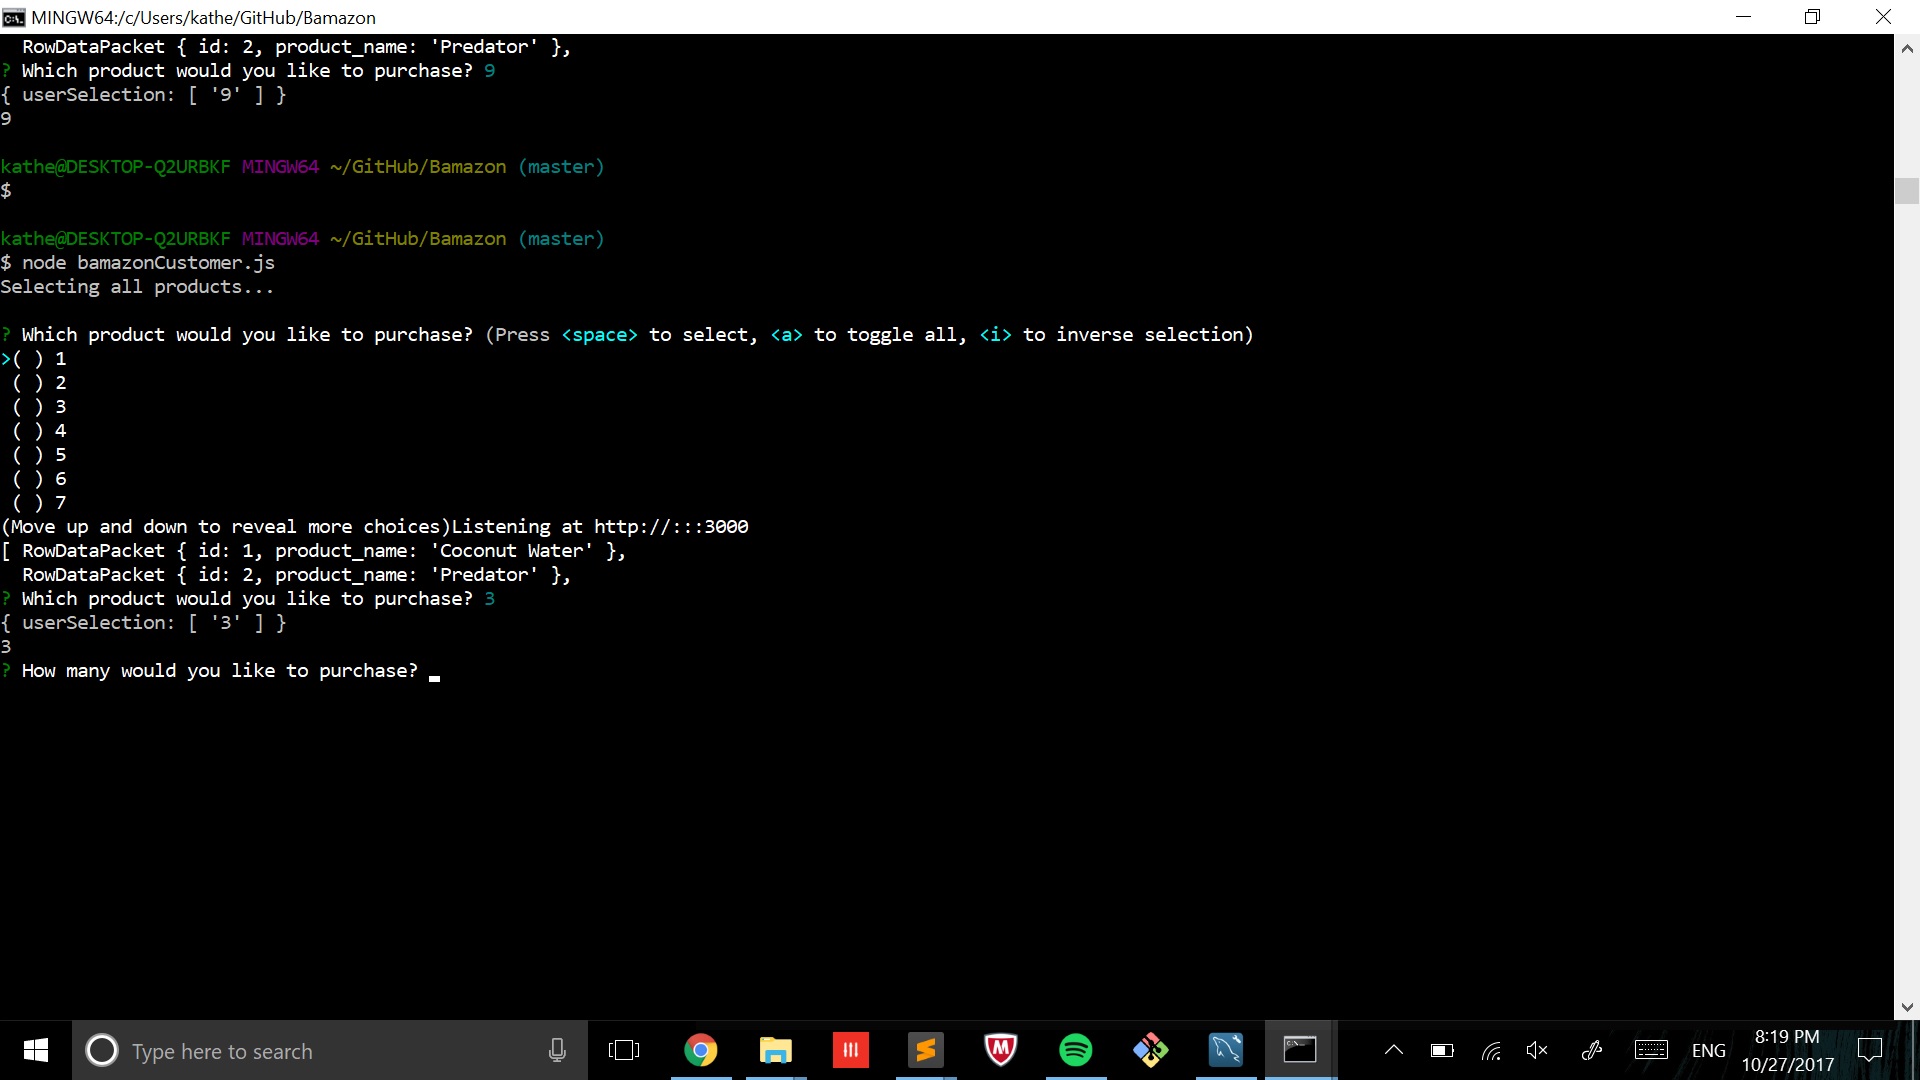 MINGW64:/c/Users/kathe/GitHub/Bamazon
RowDataPacket { id: 2, product_name: 'Predator' },
? Which product would you like to purchase? 9
{ userSelection: [ '9' ] }
9
kathe@DESKTOP-Q2URBKF MINGW64 ~/GitHub/Bamazon (master)
$
kathe@DESKTOP-Q2URBKF MINGW64 ~/GitHub/Bamazon (master)
$ node bamazonCustomer.js
Selecting all products...
? Which product would you like to purchase? (Press <space> to select, <a> to toggle all, <i> to inverse selection)
>( ) 1
( ) 2
( ) 3
( ) 4
( ) 5
( ) 6
( ) 7
(Move up and down to reveal more choices)Listening at http://:::3000
[ RowDataPacket { id: 1, product_name: 'Coconut Water' },
RowDataPacket { id: 2, product_name: 'Predator' },
? Which product would you like to purchase? 3
{ userSelection: [ '3' ] }
3
? How many would you like to purchase?
Type here to search
ENG
8:19 PM
10/27/2017